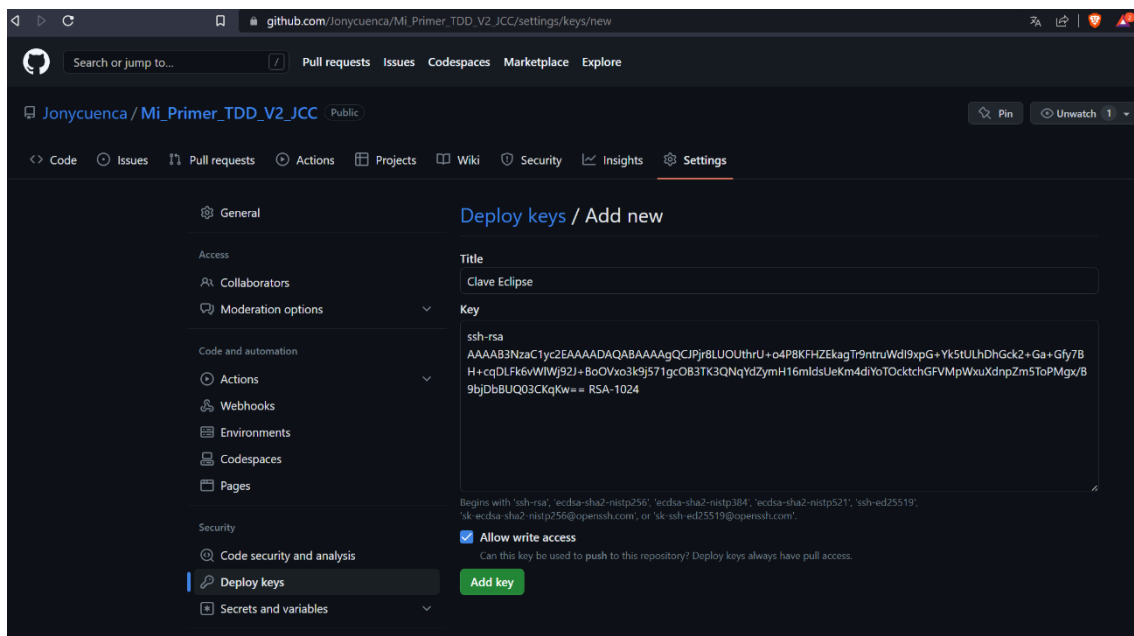 github.com/Jonycuenca/Mi_Primer_TDD_V2_JCC/settings/keys/new
Search or jump to... / Pull requests Issues Codespaces Marketplace Explore
Jonycuenca / Mi_Primer_TDD_V2_JCC Public Pin Unwatch 1
Code Issues Pull requests Actions Projects Wiki Security Insights Settings
General
Access
Collaborators
Moderation options
Code and automation
Actions
Webhooks
Environments
Codespaces
Pages
Security
Code security and analysis
Deploy keys
Secrets and variables
Deploy keys / Add new
Title
Clave Eclipse
Key
ssh-rsa
AAAAB3NzaC1yc2EAAAADAQABAAAAgQCJPjr8LUOUthrU+o4P8KFHZEkagTr9ntruWdI9xpG+Yk5tULhDhGck2+Ga+Gfy7B
H+cqDLFk6vWlWj92J+BoOVxo3k9j571gcOB3TK3QNqYdZymH16mldsUeKm4diYoTOcktchGFVMpWxuXdnpZm5ToPMgx/B
9bjDbBUQ03CKqKw== RSA-1024
Begins with 'ssh-rsa', 'ecdsa-sha2-nistp256', 'ecdsa-sha2-nistp384', 'ecdsa-sha2-nistp521', 'ssh-ed25519',
'sk-ecdsa-sha2-nistp256@openssh.com', or 'sk-ssh-ed25519@openssh.com'.
Allow write access
Can this key be used to push to this repository? Deploy keys always have pull access.
Add key